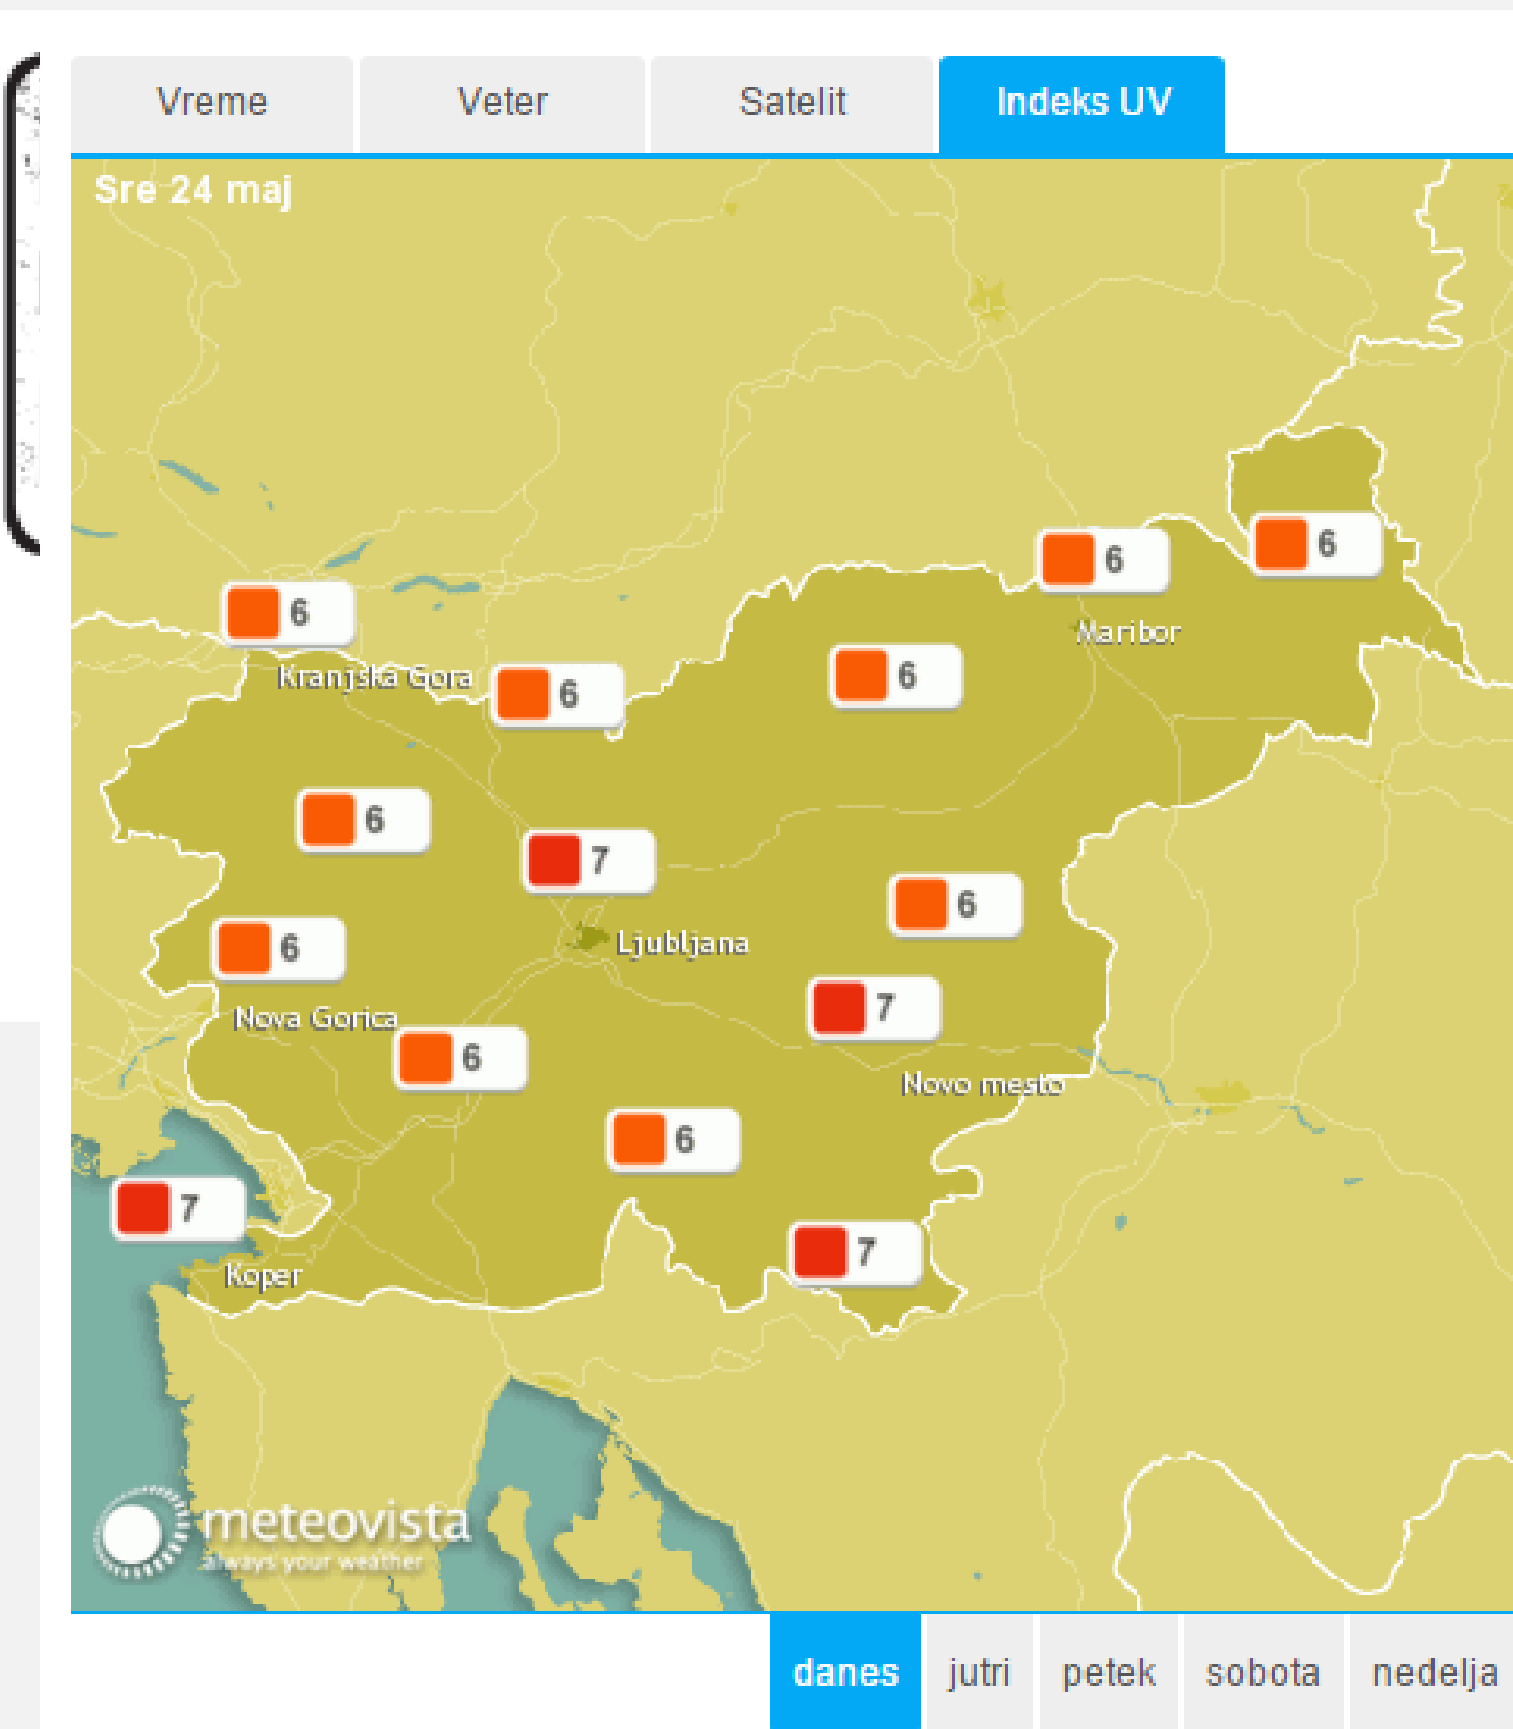 Vreme Veter Satelit Indeks UV
Sre 24 maj
6
6
6
Maribor
Kranjska Gora
6
6
6
7
6
6
Ljubljana
7
Nova Gorica
6
Novo mesto
6
7
7
Koper
meteovista
always your weather
danes jutri petek sobota nedelja